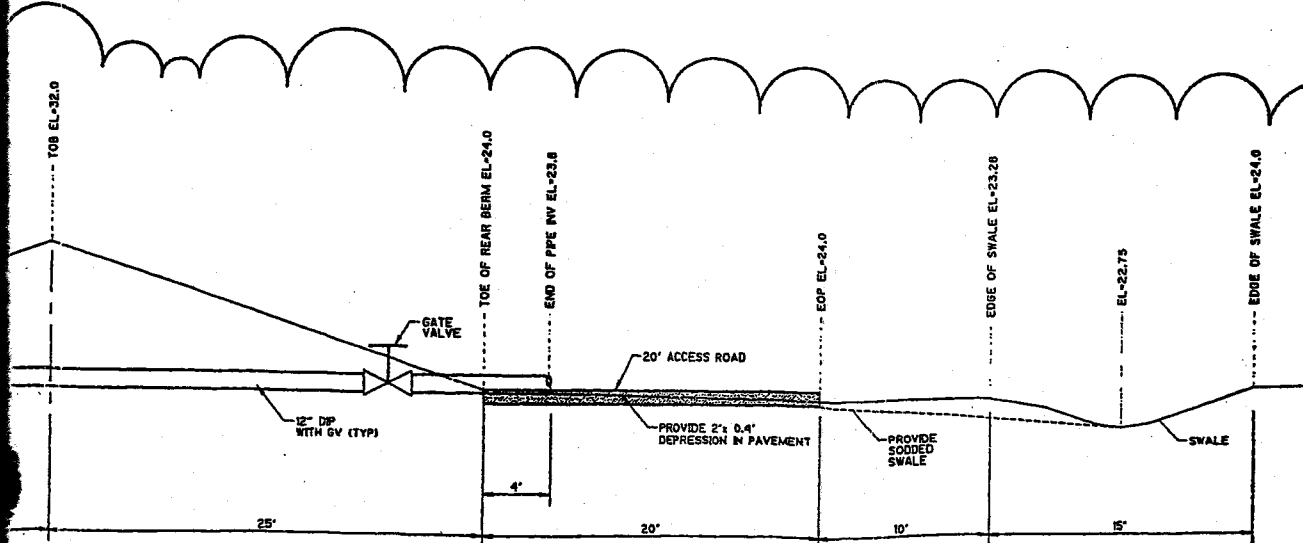 TOB EL=32.0
TOE OF REAR BERM EL=24.0
END OF PIPE INV EL=23.8
EOP EL=24.0
EDGE OF SWALE EL=23.26
EL=22.75
EDGE OF SWALE EL=24.0
GATE
VALVE
20' ACCESS ROAD
12" DIP
WITH GV (TYP)
PROVIDE 2'x 0.4'
DEPRESSION IN PAVEMENT
PROVIDE
SODDED
SWALE
SWALE
4'
25'
20'
10'
15'